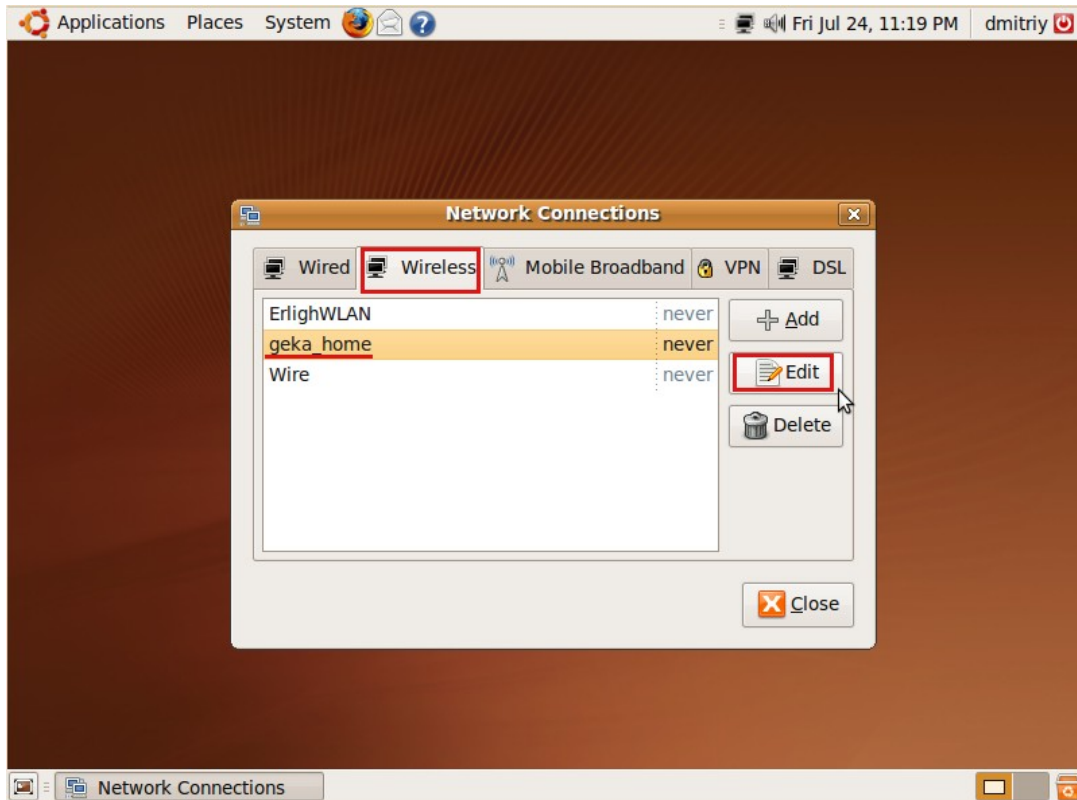 Applications Places System Fri Jul 24, 11:19 PM dmitriy
Network Connections
Wired Wireless Mobile Broadband VPN DSL
ErlighWLAN never
geka_home never
Wire never
Add
Edit
Delete
Close
Network Connections